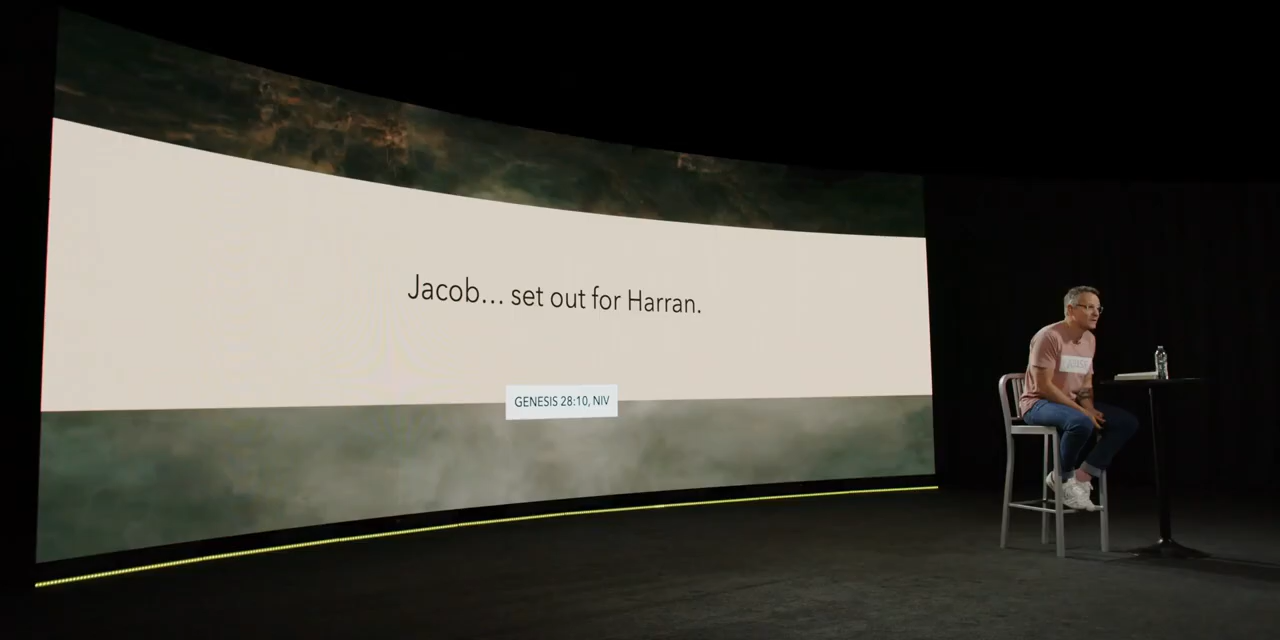 Jacob… set out for Harran.
GENESIS 28:10, NIV